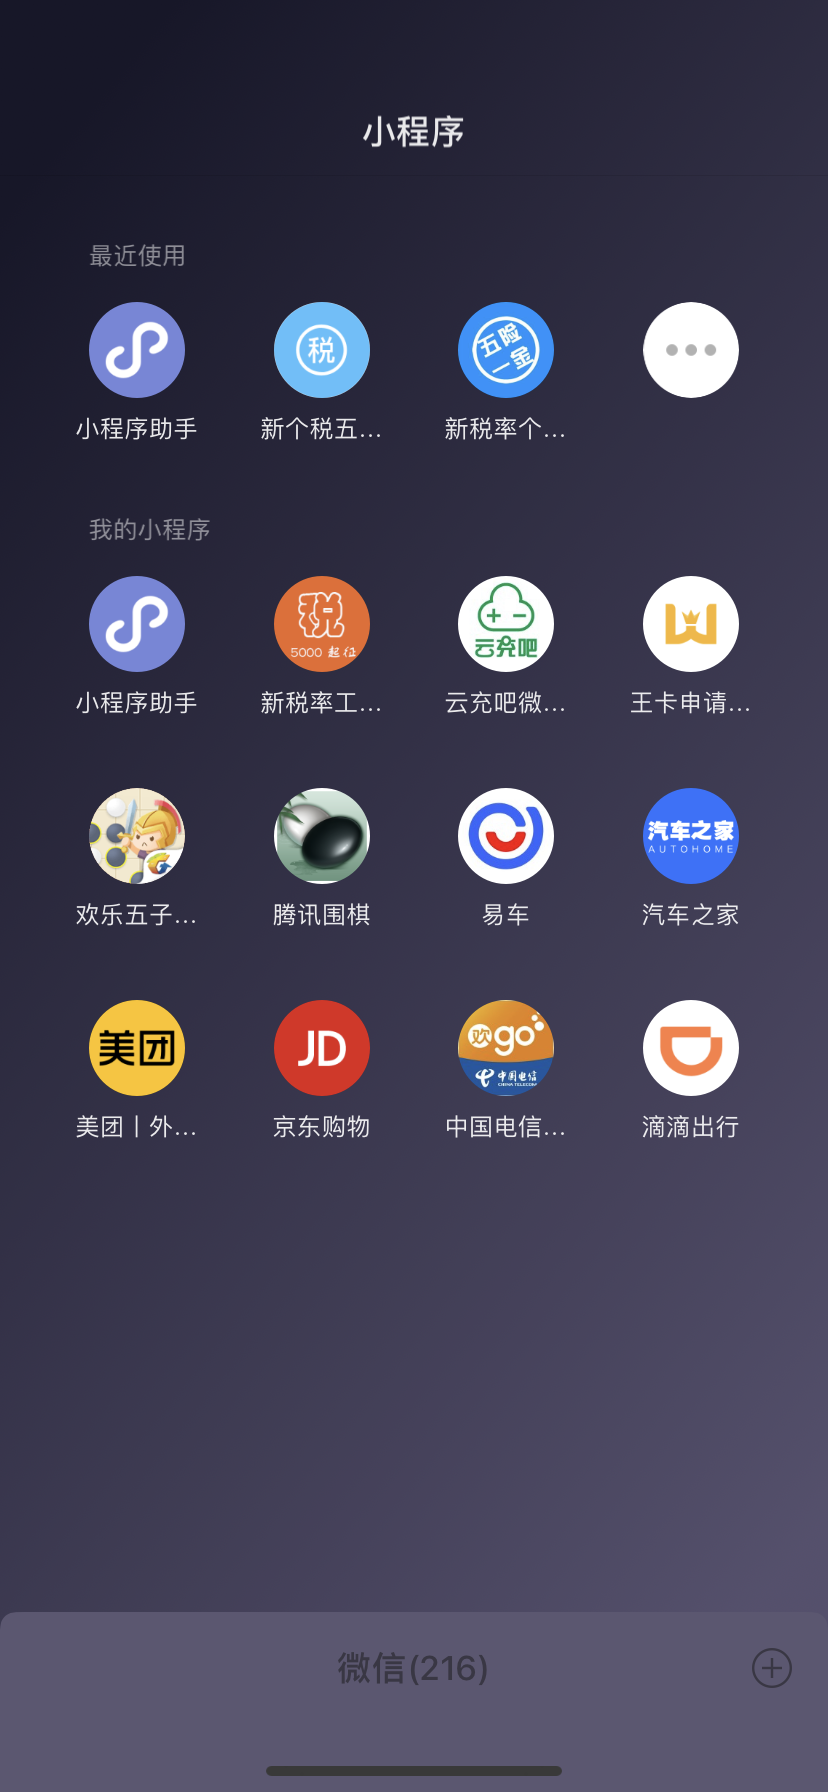 小程序
最近使用
税
五险
一金
小程序助手
新个税五...
新税率个...
我的小程序
税
5000 起征
云充吧
小程序助手
新税率工...
云充吧微...
王卡申请...
汽车之家
AUTOHOME
欢乐五子...
腾讯围棋
易车
汽车之家
美团
JD
欢go
中国电信
CHINA TELECOM
美团丨外...
京东购物
中国电信...
滴滴出行
微信(216)